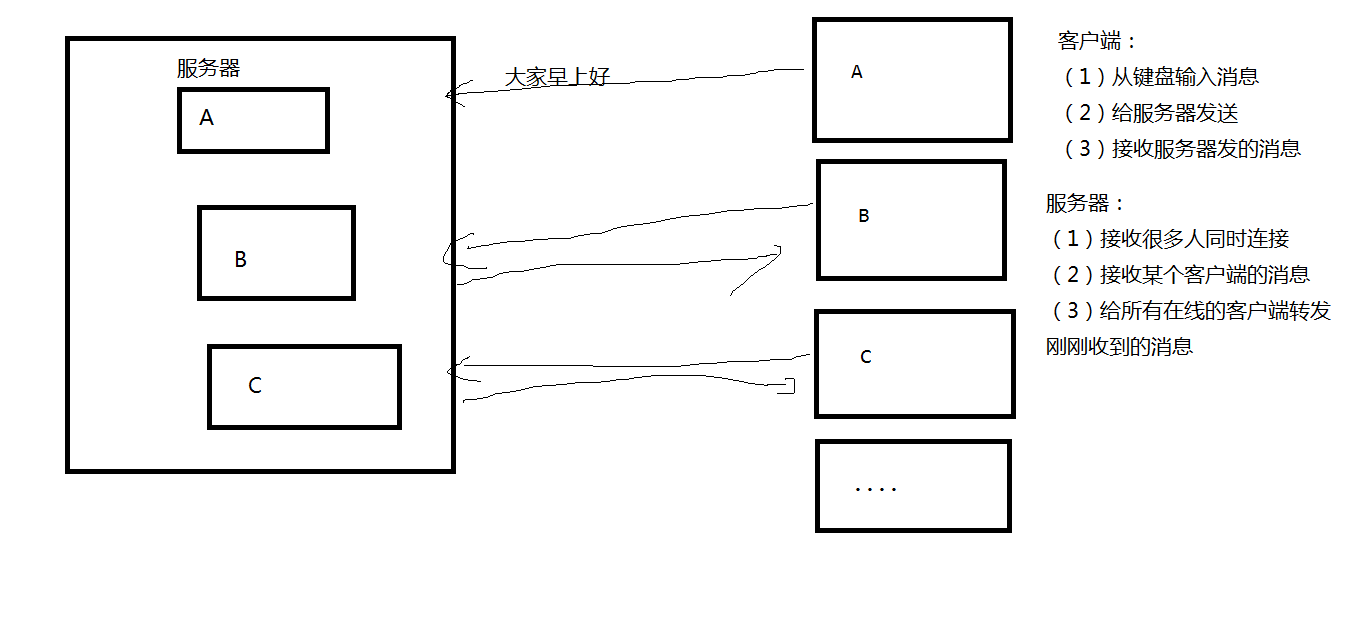 服务器
A
B
C
大家早上好
A
B
C
....
客户端：
（1）从键盘输入消息
（2）给服务器发送
（3）接收服务器发的消息
服务器：
（1）接收很多人同时连接
（2）接收某个客户端的消息
（3）给所有在线的客户端转发
刚刚收到的消息